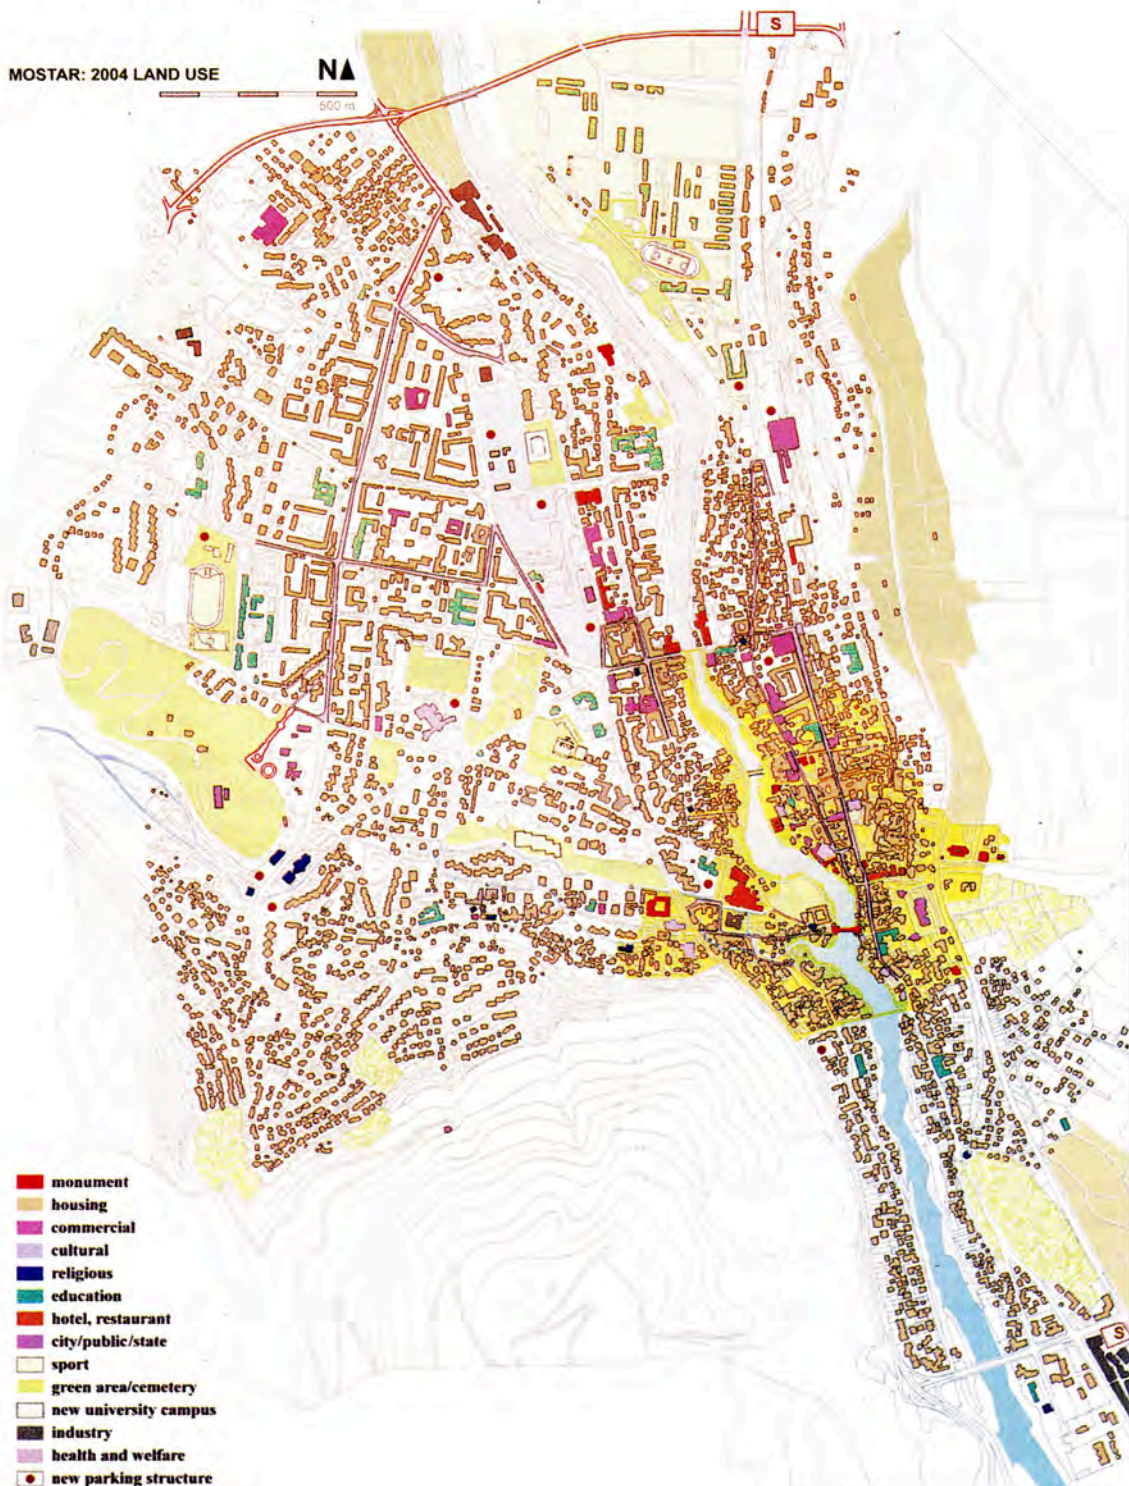 S
MOSTAR: 2004 LAND USE
N
500 m
monument
housing
commercial
cultural
religious
education
hotel, restaurant
city/public/state
sport
green area/cemetery
new university campus
industry
health and welfare
new parking structure
S